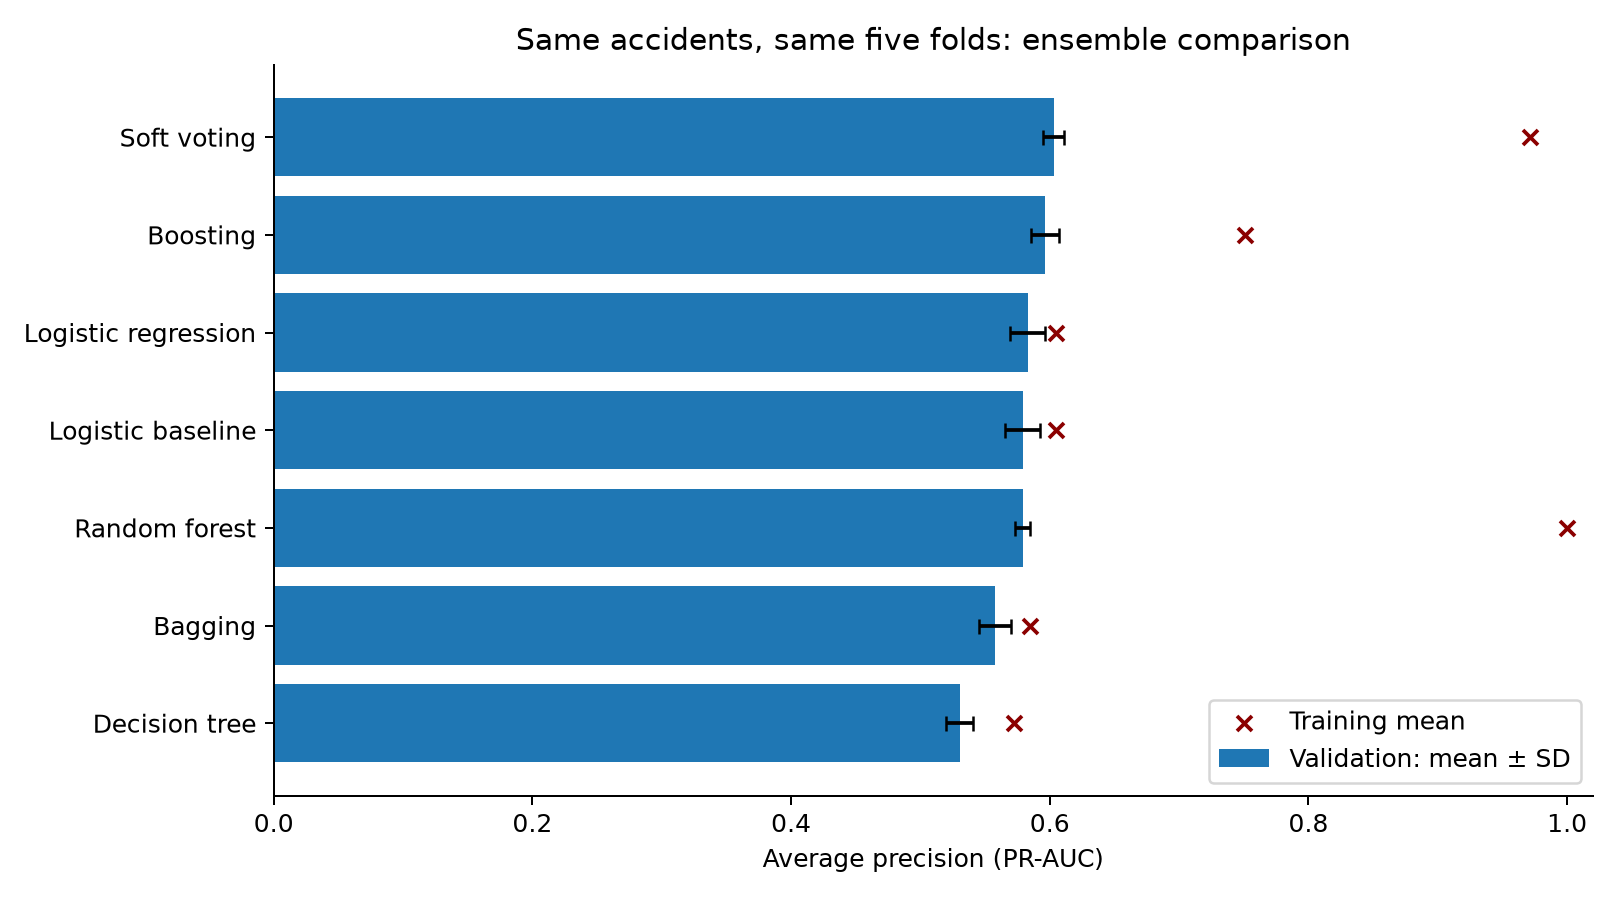 Same accidents, same five folds: ensemble comparison
Soft voting
Boosting
Logistic regression
Logistic baseline
Random forest
Bagging
Decision tree
Training mean
Validation: mean ± SD
0.0 0.2 0.4 0.6 0.8 1.0
Average precision (PR-AUC)